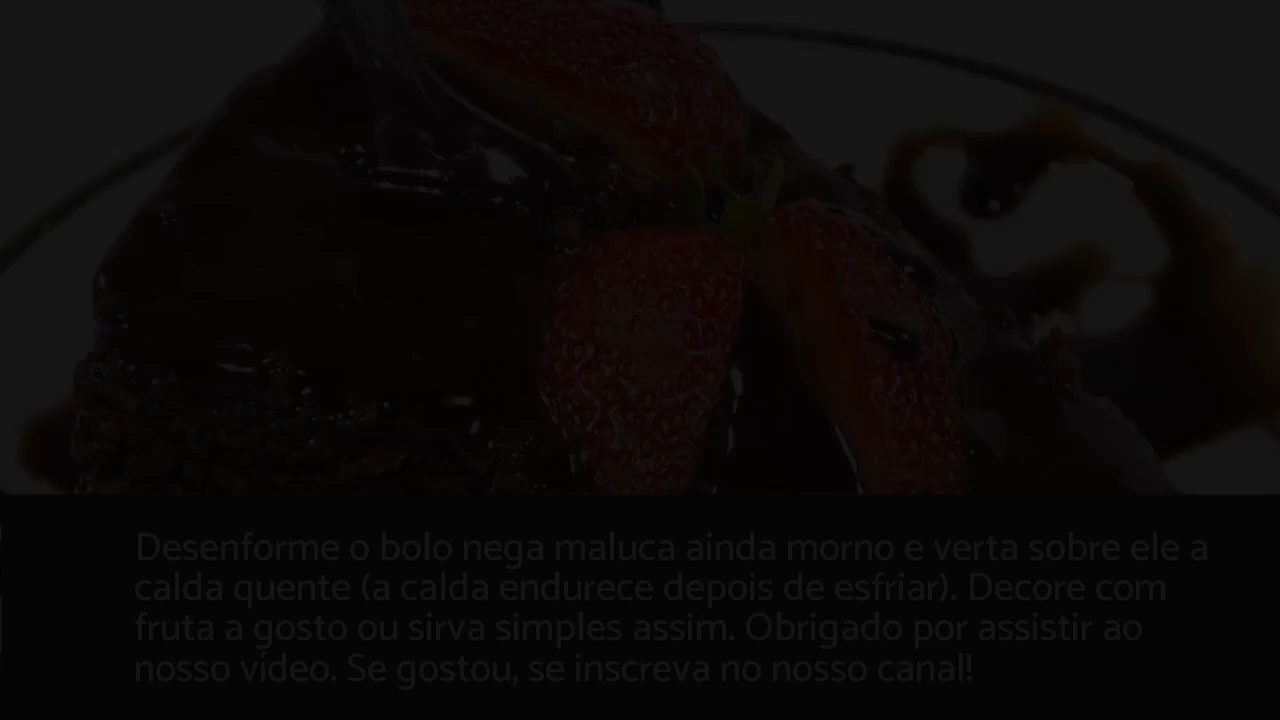 Desenforme o bolo nega maluca ainda morno e verta sobre ele a
calda quente (a calda endurece depois de esfriar). Decore com
fruta a gosto ou sirva simples assim. Obrigado por assistir ao
nosso vídeo. Se gostou, se inscreva no nosso canal!